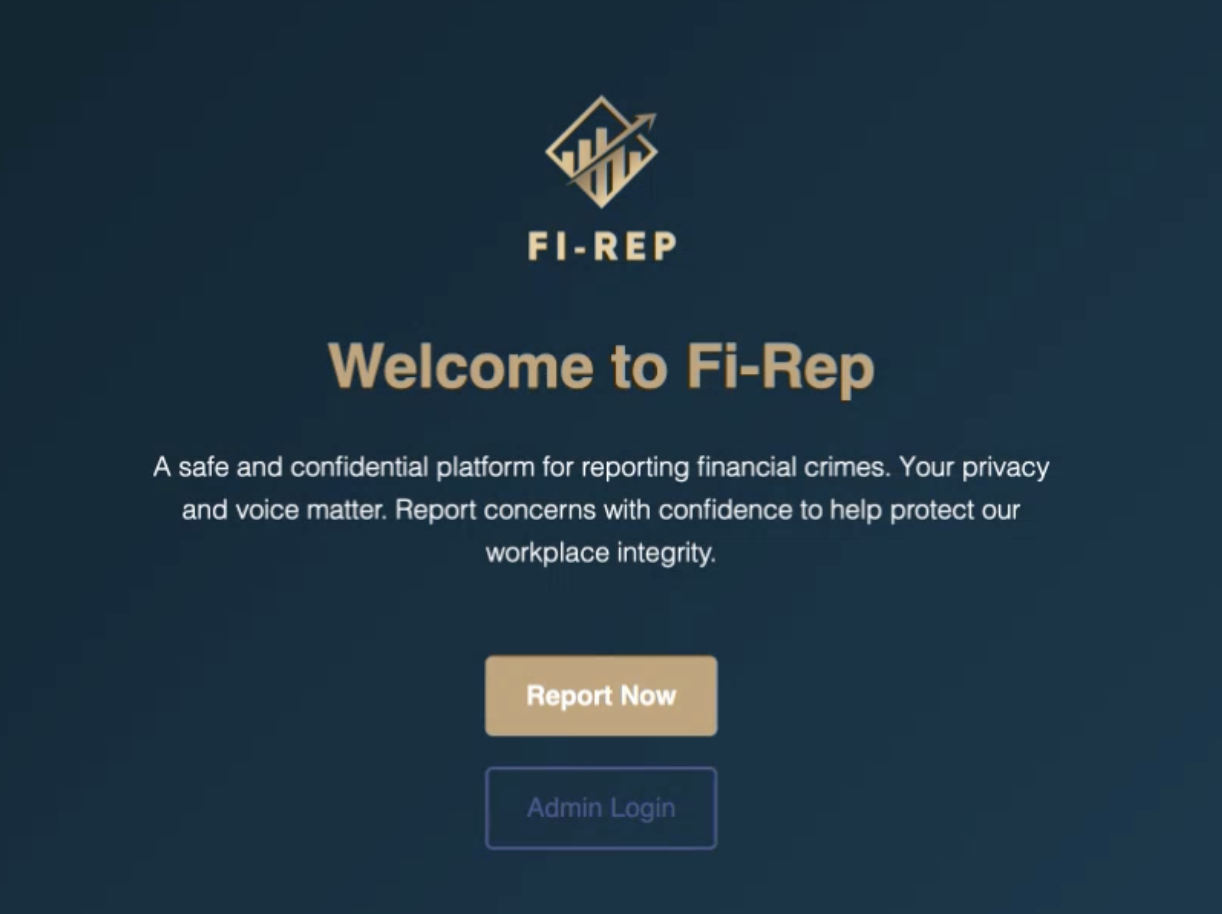 FI-REP
Welcome to Fi-Rep
A safe and confidential platform for reporting financial crimes. Your privacy
and voice matter. Report concerns with confidence to help protect our
workplace integrity.
Report Now
Admin Login